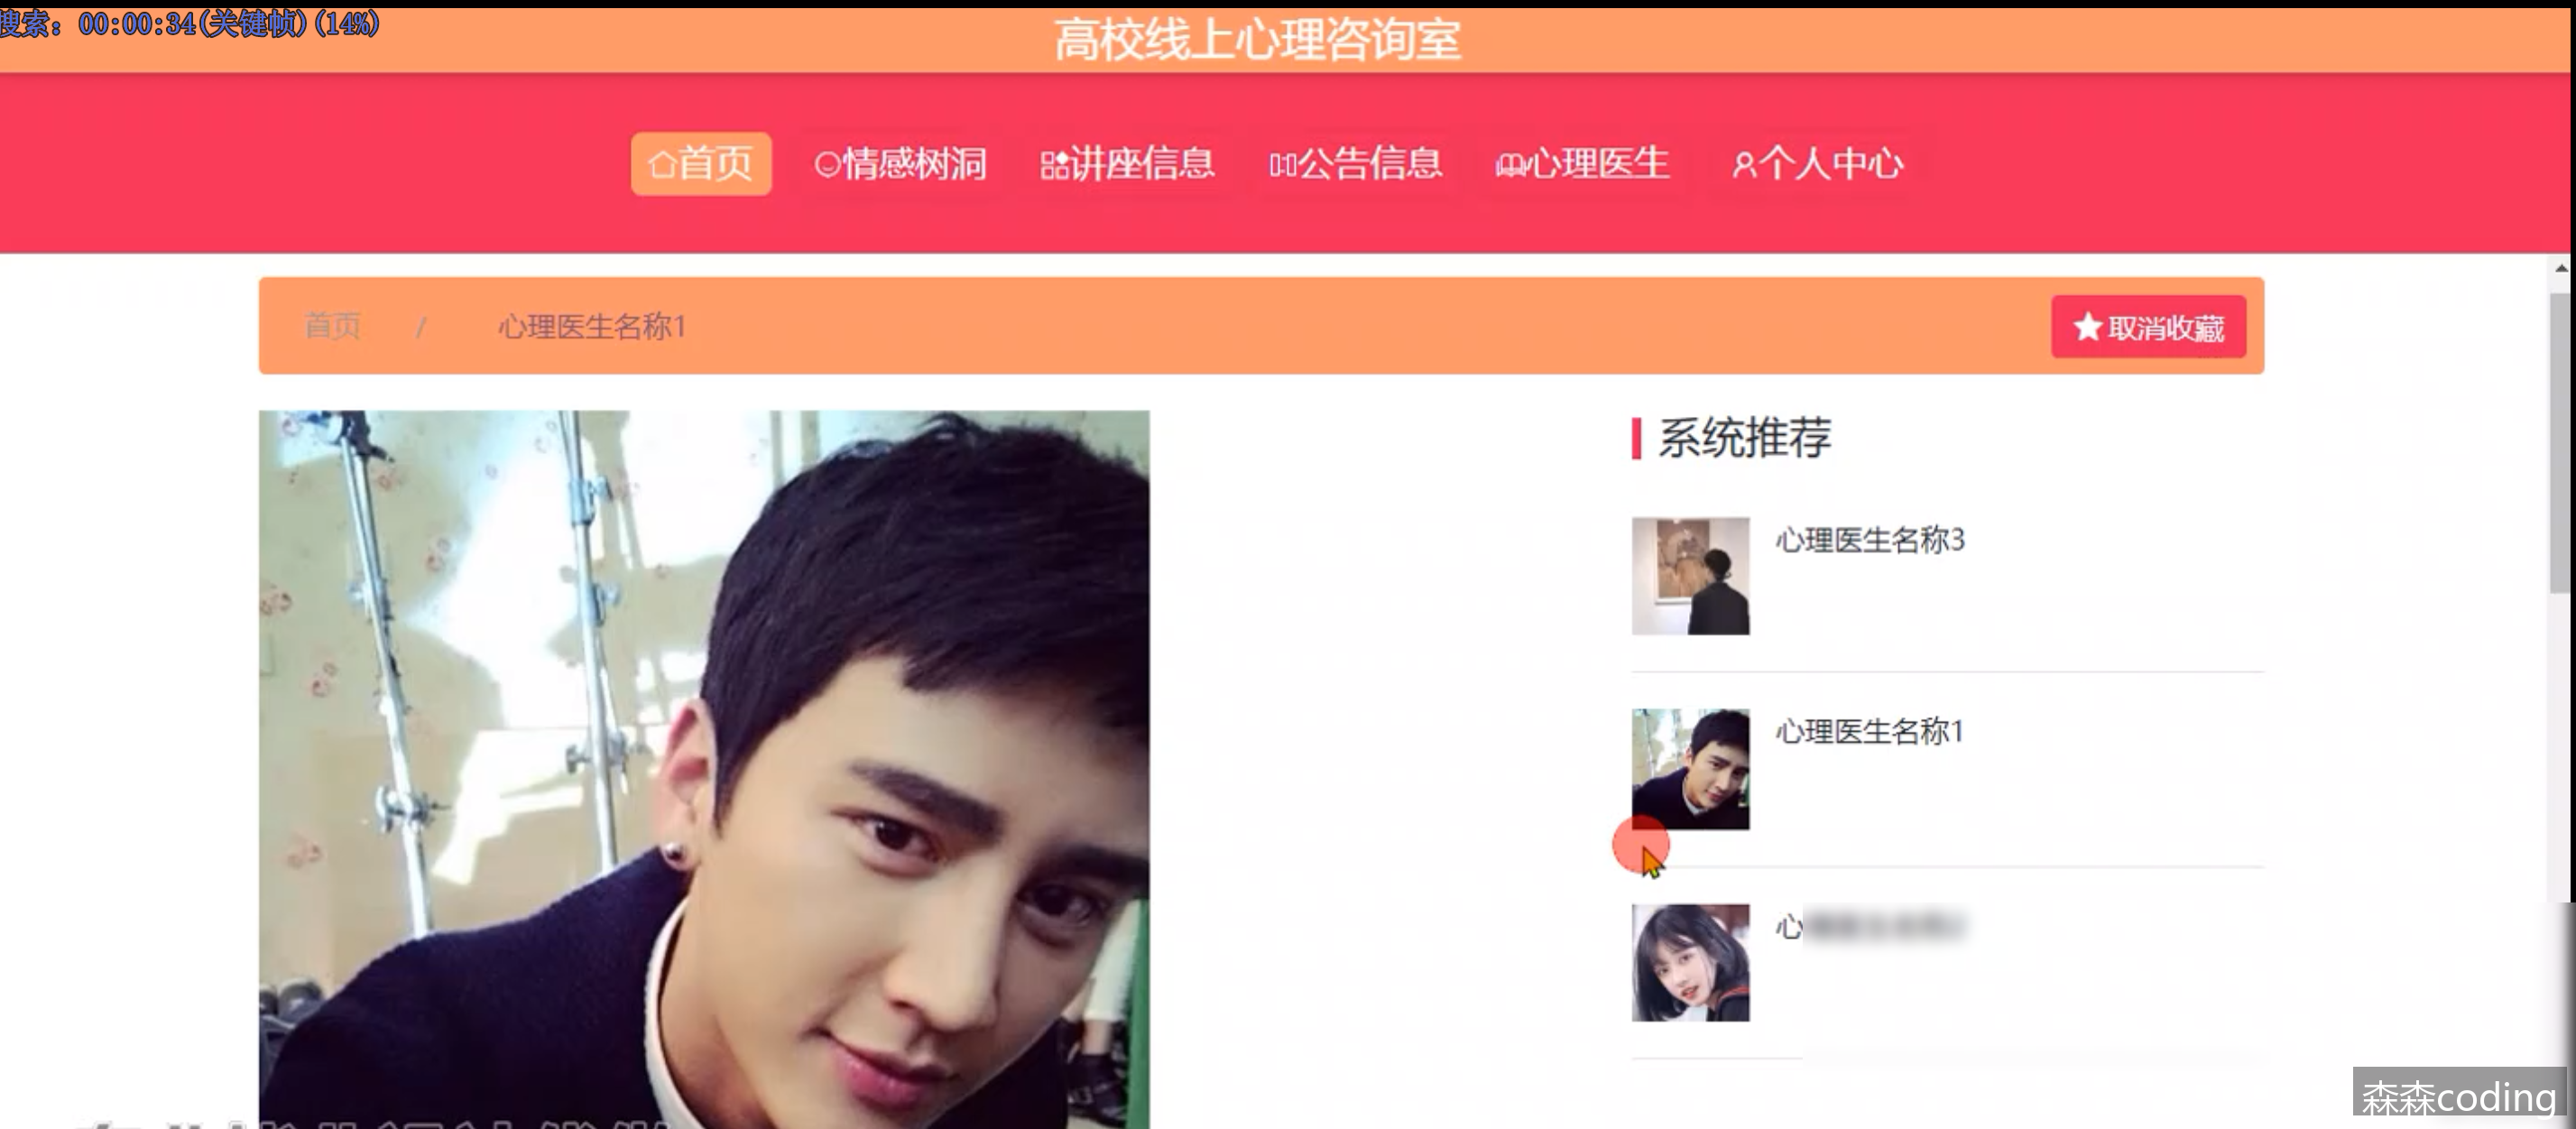 搜索：00:00:34(关键帧)(14%)
高校线上心理咨询室
首页 情感树洞 讲座信息 公告信息 心理医生 个人中心
首页 / 心理医生名称1
取消收藏
系统推荐
心理医生名称3
心理医生名称1
心
森森coding